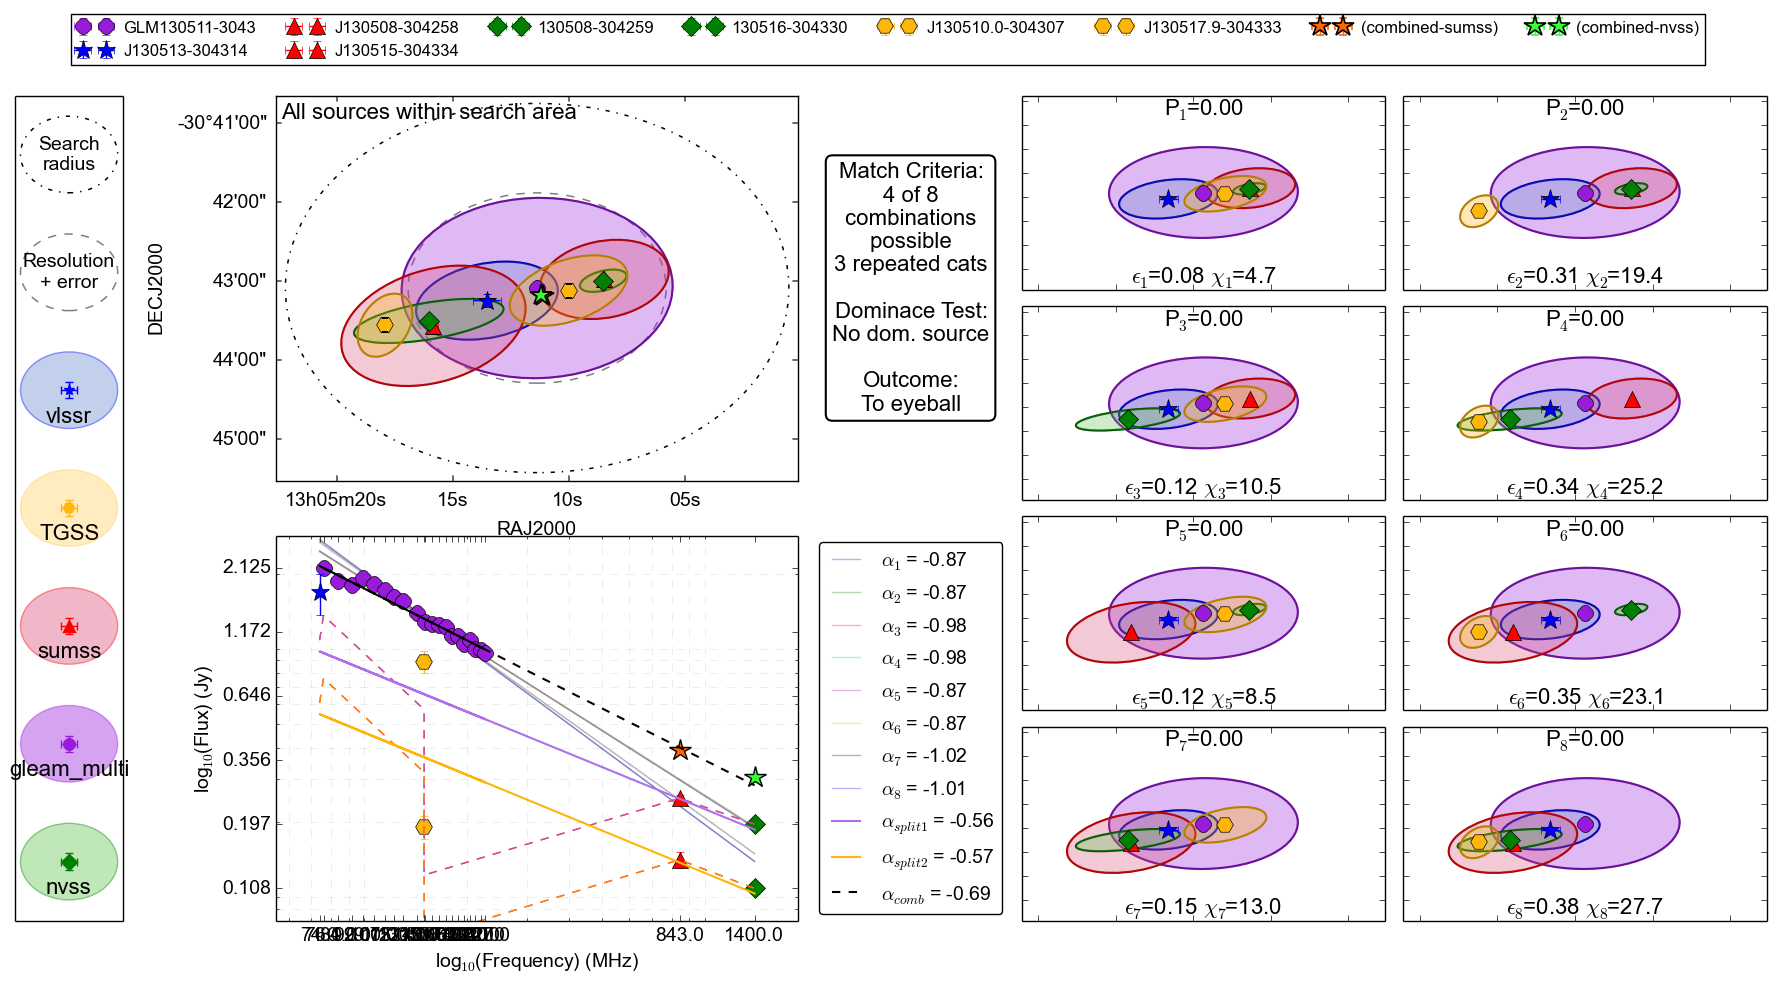 GLM130511-3043 J130508-304258 130508-304259 130516-304330 J130510.0-304307 J130517.9-304333 (combined-sumss) (combined-nvss)
J130513-304314 J130515-304334
Search
radius
Resolution
+ error
vlssr
TGSS
sumss
gleam_multi
nvss
All sources within search area
DECJ2000
-30°41'00"
42'00"
43'00"
44'00"
45'00"
13h05m20s 15s 10s 05s
RAJ2000
log10(Flux) (Jy)
2.125
1.172
0.646
0.356
0.197
0.108
843.0 1400.0
log10(Frequency) (MHz)
Match Criteria:
4 of 8
combinations
possible
3 repeated cats
Dominace Test:
No dom. source
Outcome:
To eyeball
α1 = -0.87
α2 = -0.87
α3 = -0.98
α4 = -0.98
α5 = -0.87
α6 = -0.87
α7 = -1.02
α8 = -1.01
αsplit1 = -0.56
αsplit2 = -0.57
αcomb = -0.69
P1=0.00
ϵ1=0.08 χ1=4.7
P2=0.00
ϵ2=0.31 χ2=19.4
P3=0.00
ϵ3=0.12 χ3=10.5
P4=0.00
ϵ4=0.34 χ4=25.2
P5=0.00
ϵ5=0.12 χ5=8.5
P6=0.00
ϵ6=0.35 χ6=23.1
P7=0.00
ϵ7=0.15 χ7=13.0
P8=0.00
ϵ8=0.38 χ8=27.7